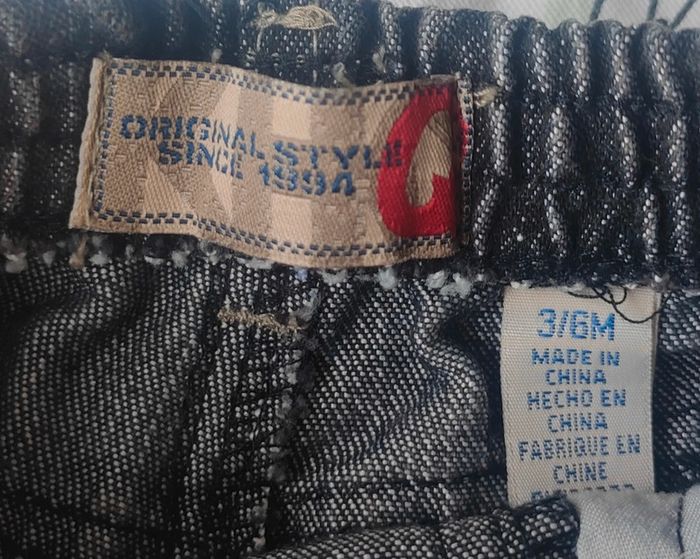 ORIGINAL STYLE
SINCE 1994
3/6M
MADE IN
CHINA
HECHO EN
CHINA
FABRIQUE EN
CHINE